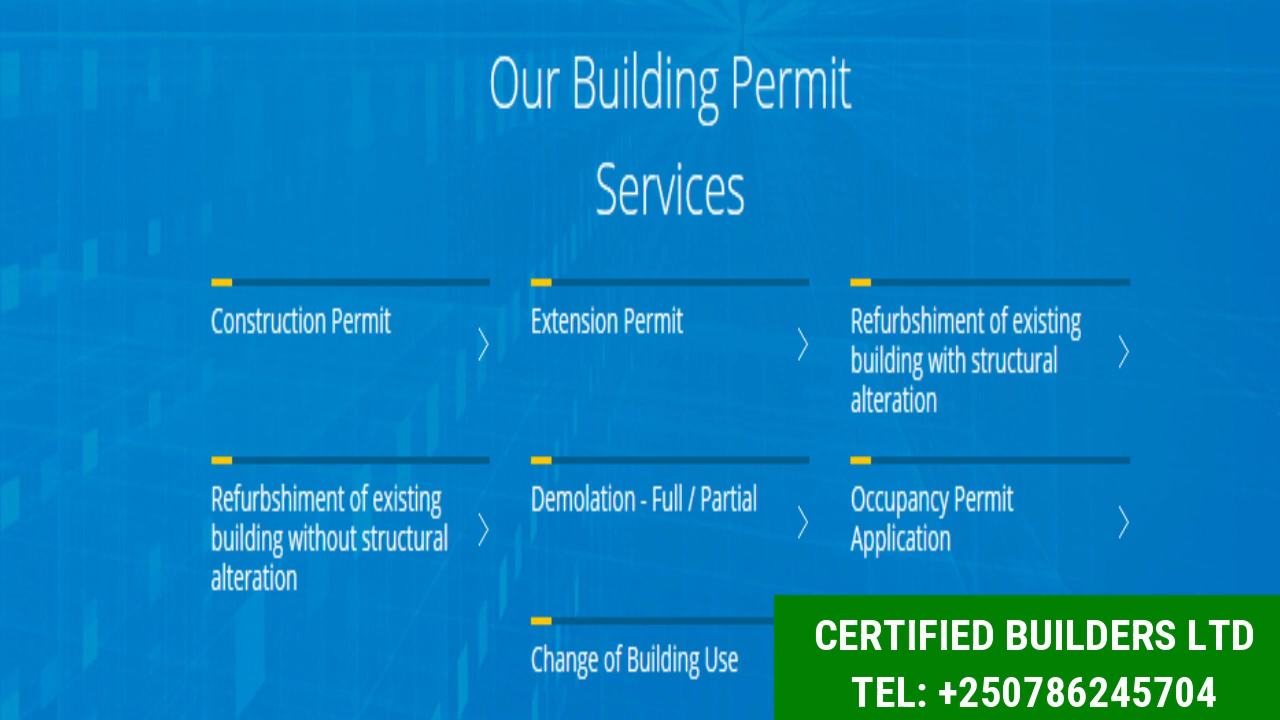 Our Building Permit
Services
Construction Permit
Extension Permit
Refurbshiment of existing
building with structural
alteration
Refurbshiment of existing
building without structural
alteration
Demolation - Full / Partial
Occupancy Permit
Application
Change of Building Use
CERTIFIED BUILDERS LTD
TEL: +250786245704